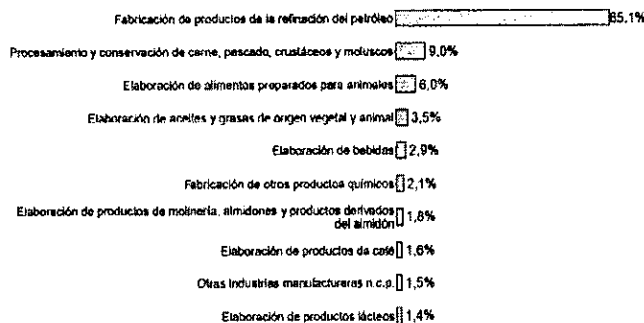 Fabricación de productos de la refinación del petróleo 65,1%
Procesamiento y conservación de carne, pescado, crustáceos y moluscos 9,0%
Elaboración de alimentos preparados para animales 6,0%
Elaboración de aceites y grasas de origen vegetal y animal 3,5%
Elaboración de bebidas 2,9%
Fabricación de otros productos químicos 2,1%
Elaboración de productos de molinería, almidones y productos derivados
del almidón 1,8%
Elaboración de productos de café 1,6%
Otras Industrias manufactureras n.c.p. 1,5%
Elaboración de productos lácteos 1,4%